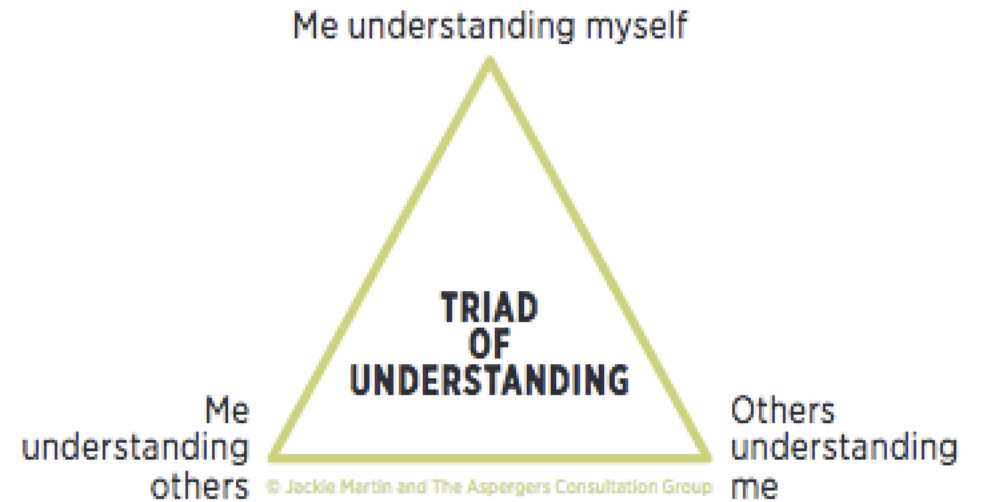 Me understanding myself
TRIAD
OF
UNDERSTANDING
Me
understanding
others
Others
understanding
me
© Jackie Martin and The Aspergers Consultation Group